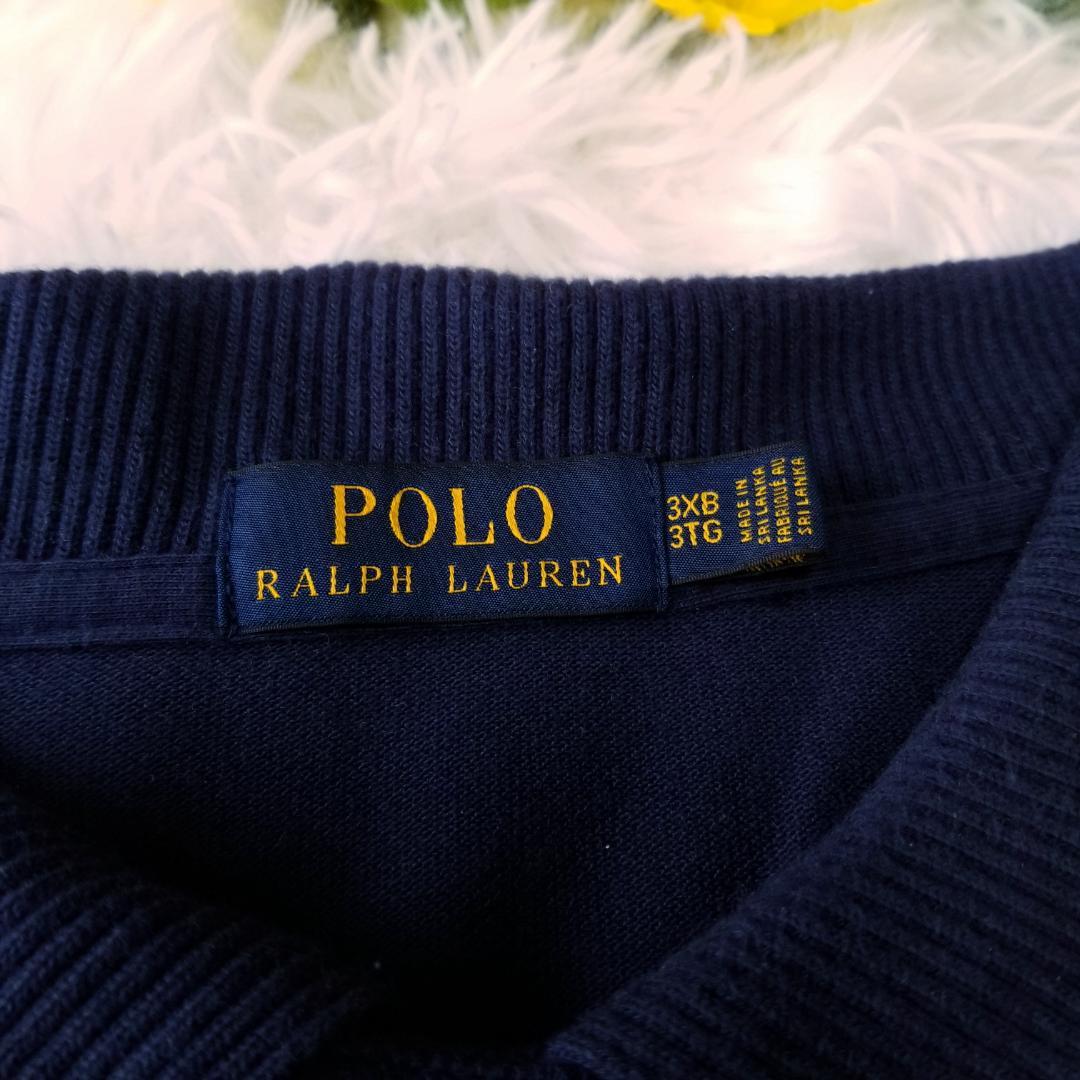 POLO
RALPH LAUREN
3XB
3TG
MADE IN
SRI LANKA
FABRIQUÉ AU
SRI LANKA